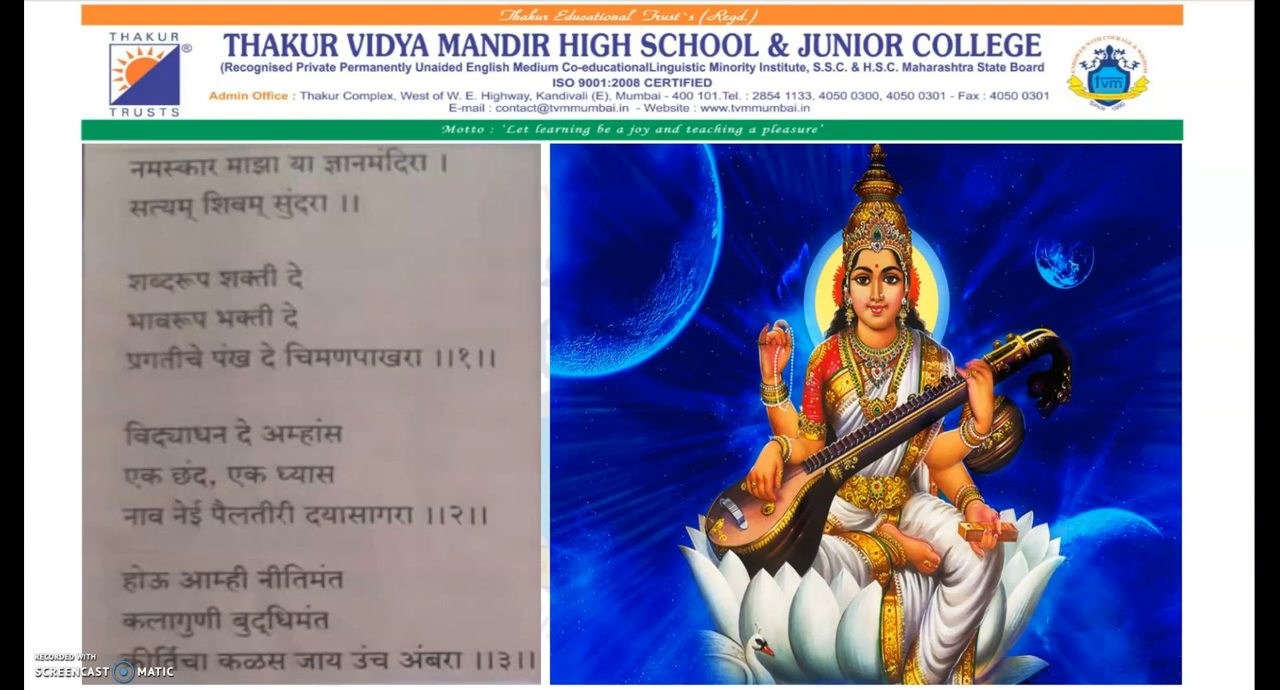 Thakur Educational Trust`s (Regd.)
THAKUR
®
TRUSTS
THAKUR VIDYA MANDIR HIGH SCHOOL & JUNIOR COLLEGE
(Recognised Private Permanently Unaided English Medium Co-educationalLinguistic Minority Institute, S.S.C. & H.S.C. Maharashtra State Board
ISO 9001:2008 CERTIFIED
Admin Office : Thakur Complex, West of W. E. Highway, Kandivali (E), Mumbai - 400 101.Tel. : 2854 1133, 4050 0300, 4050 0301 - Fax : 4050 0301
E-mail : contact@tvmmumbai.in - Website : www.tvmmumbai.in
tvm
Motto : 'Let learning be a joy and teaching a pleasure'
नमस्कार माझा या ज्ञानमंदिरा ।
सत्यम् शिवम् सुंदरा ।।
शब्दरूप शक्ती दे
भावरूप भक्ती दे
प्रगतीचे पंख दे चिमणपाखरा ।।१।।
विद्याधन दे अम्हांस
एक छंद, एक ध्यास
नाव नेई पैलतीरी दयासागरा ।।२।।
होऊ आम्ही नीतिमंत
कलागुणी बुद्धिमंत
कळस जाय उंच अंबरा ।।३।।
RECORDED WITH
SCREENCAST MATIC